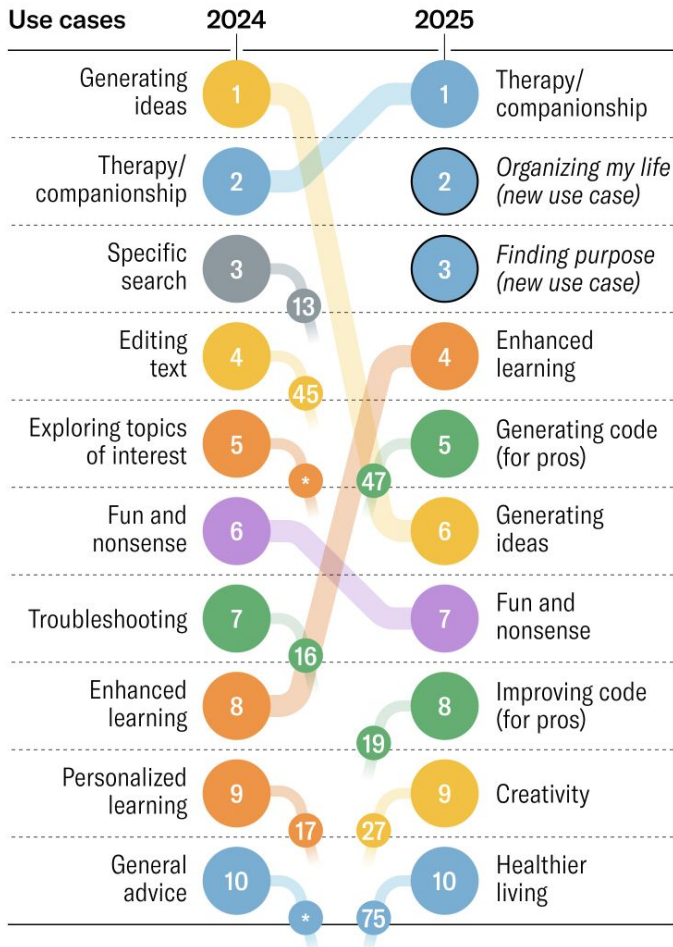 Use cases 2024 2025
Generating
ideas
1
1
Therapy/
companionship
Therapy/
companionship
2
2
Organizing my life
(new use case)
Specific
search
3
13
3
Finding purpose
(new use case)
Editing
text
4
45
4
Enhanced
learning
Exploring topics
of interest
5
*
47
5
Generating code
(for pros)
Fun and
nonsense
6
6
Generating
ideas
Troubleshooting
7
16
7
Fun and
nonsense
Enhanced
learning
8
19
8
Improving code
(for pros)
Personalized
learning
9
17
27
9
Creativity
General
advice
10
*
75
10
Healthier
living